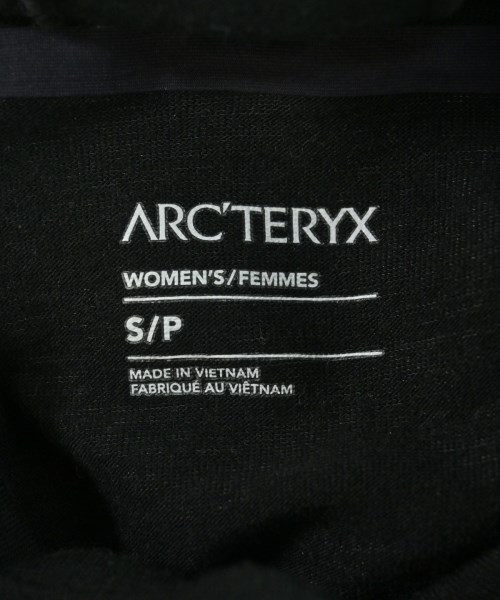 ARC'TERYX
WOMEN'S/FEMMES
S/P
MADE IN VIETNAM
FABRIQUÉ AU VIÊTNAM